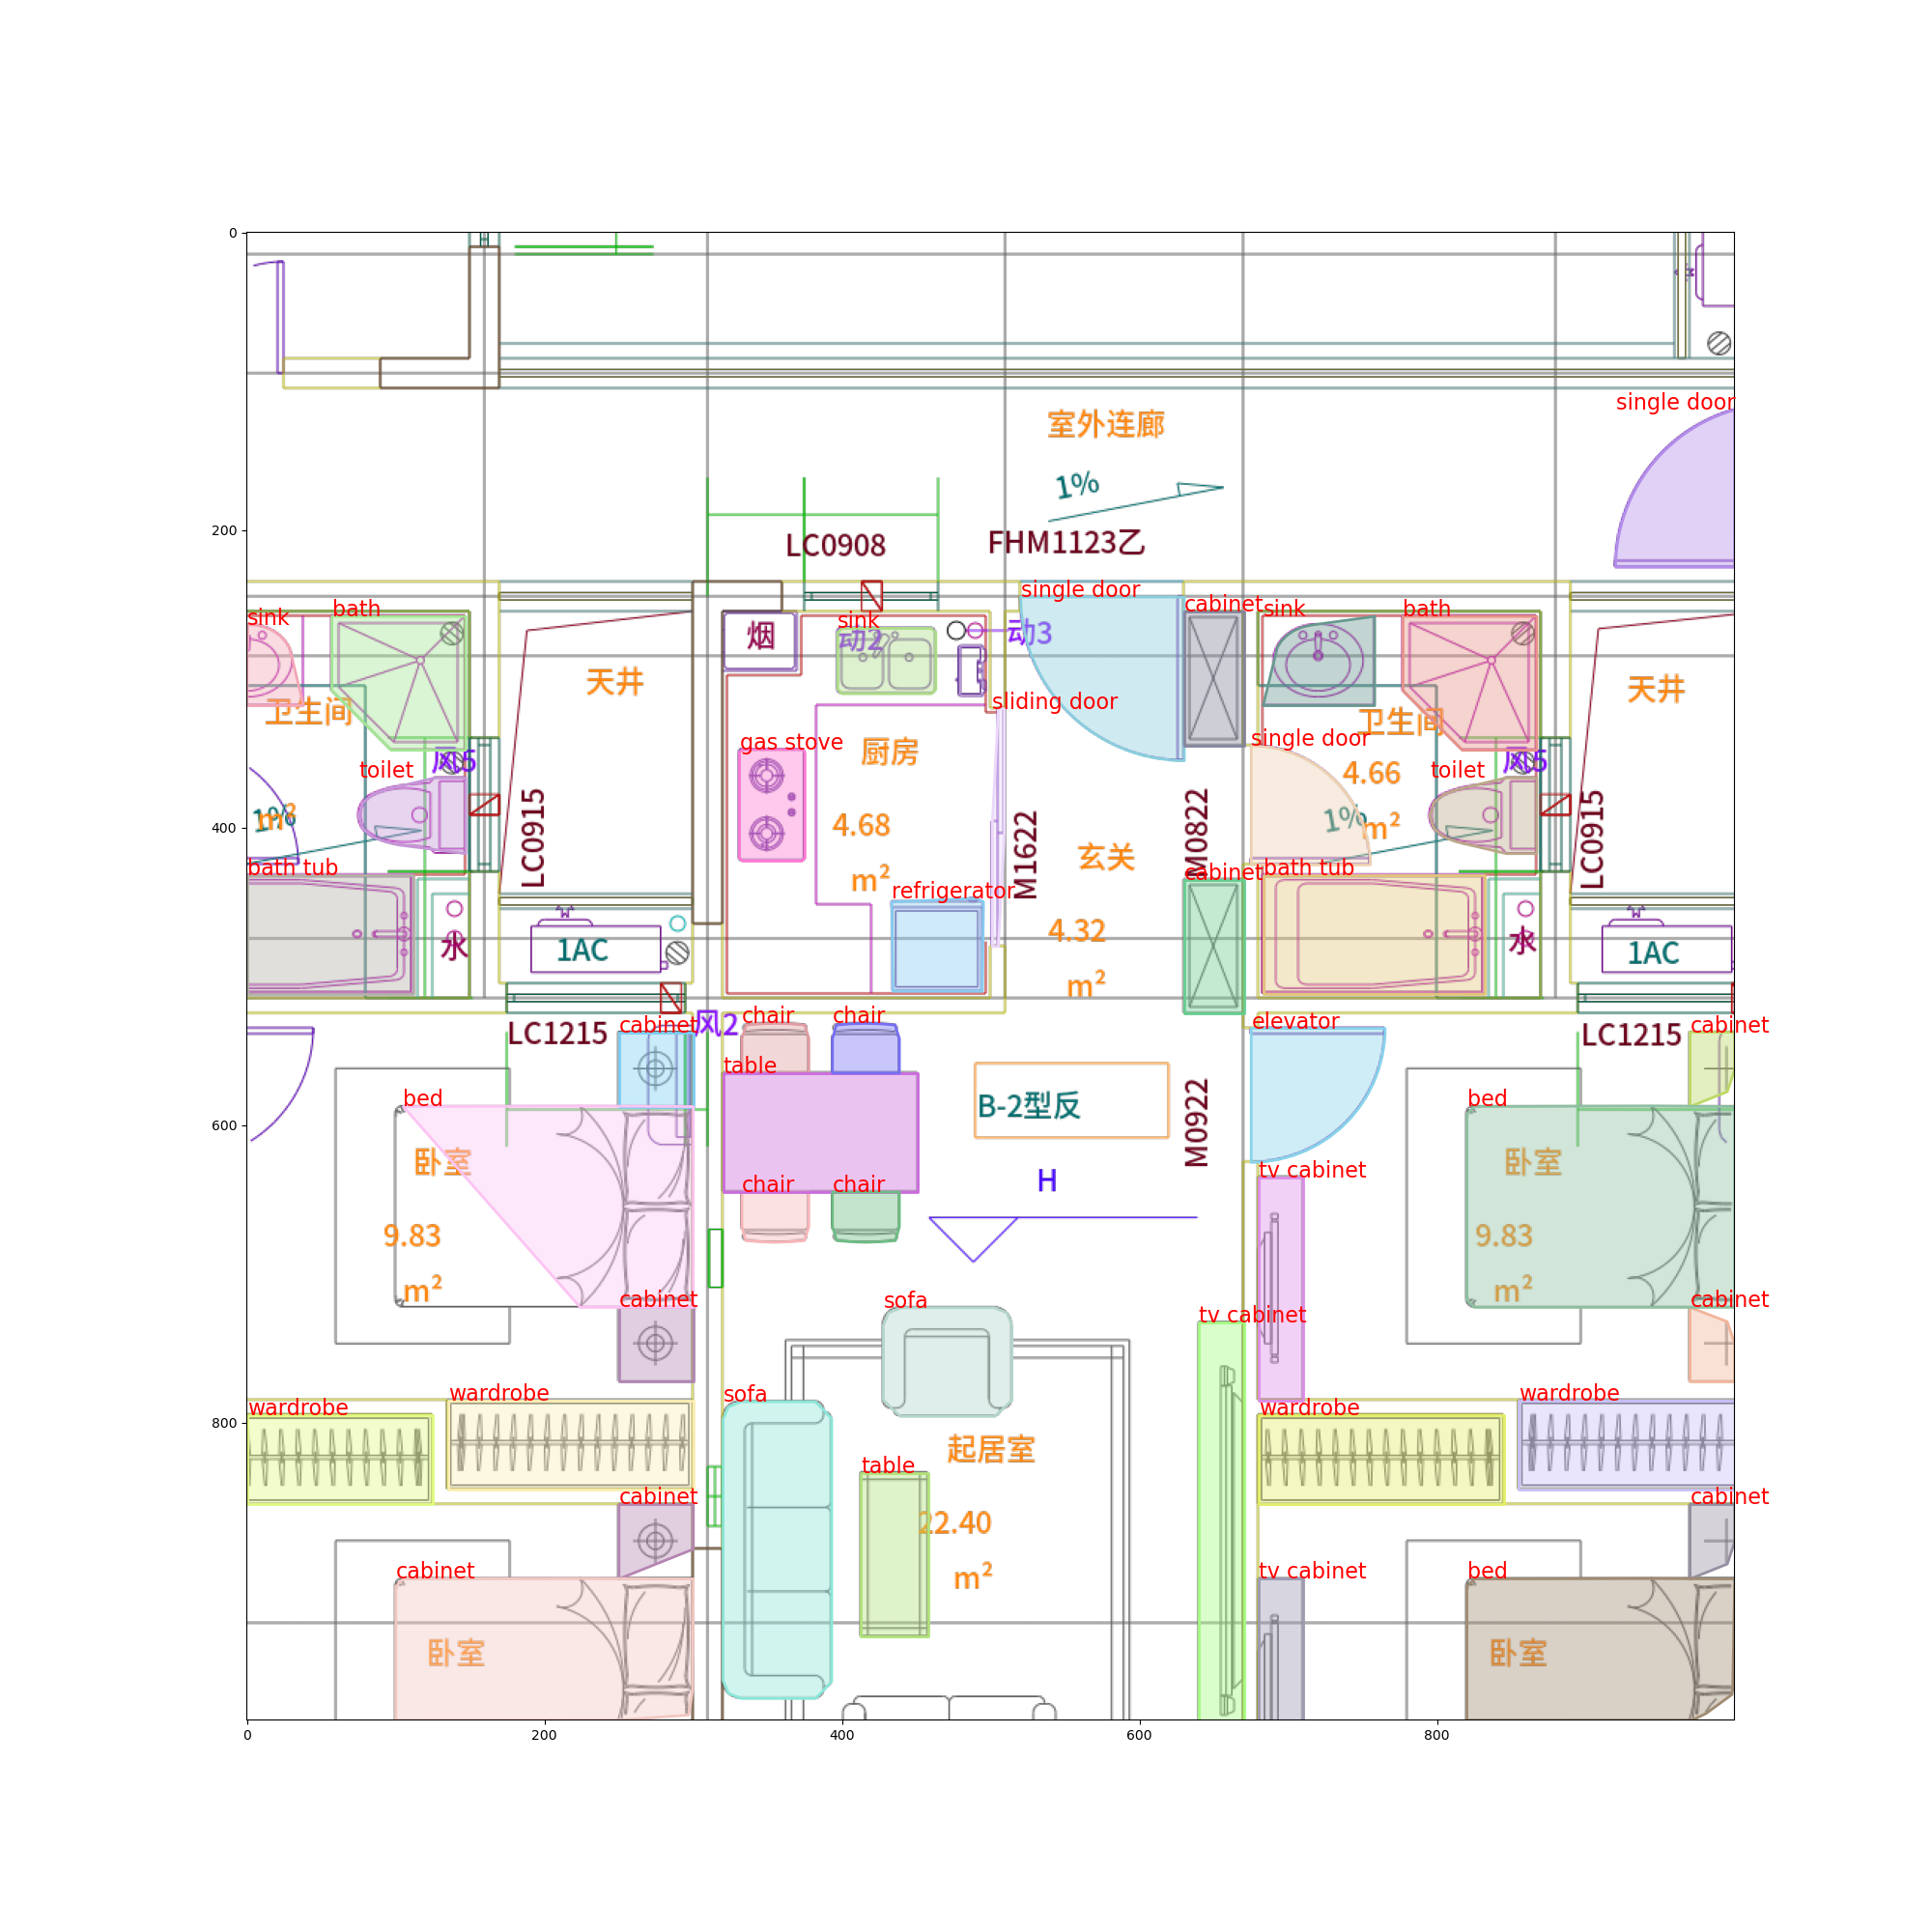 0
200
400
600
800
0
200
400
600
800
single door
室外连廊
1%
LC0908
FHM1123乙
single door
cabinet
sink
bath
sink
bath
sink
烟
动2
动3
天井
天井
卫生间
卫生间
sliding door
single door
gas stove
厨房
4.66
m²
1%
toilet
风5
toilet
风5
m²
1%
4.68
m²
LC0915
M1622
M0822
LC0915
玄关
4.32
m²
bath tub
refrigerator
cabinet
bath tub
水
水
1AC
1AC
LC1215
cabinet
风2
chair
chair
elevator
LC1215
cabinet
table
bed
B-2型反
M0922
bed
卧室
卧室
H
chair
chair
tv cabinet
9.83
m²
9.83
m²
cabinet
sofa
tv cabinet
cabinet
wardrobe
wardrobe
sofa
wardrobe
wardrobe
起居室
table
22.40
m²
cabinet
cabinet
cabinet
tv cabinet
bed
卧室
卧室